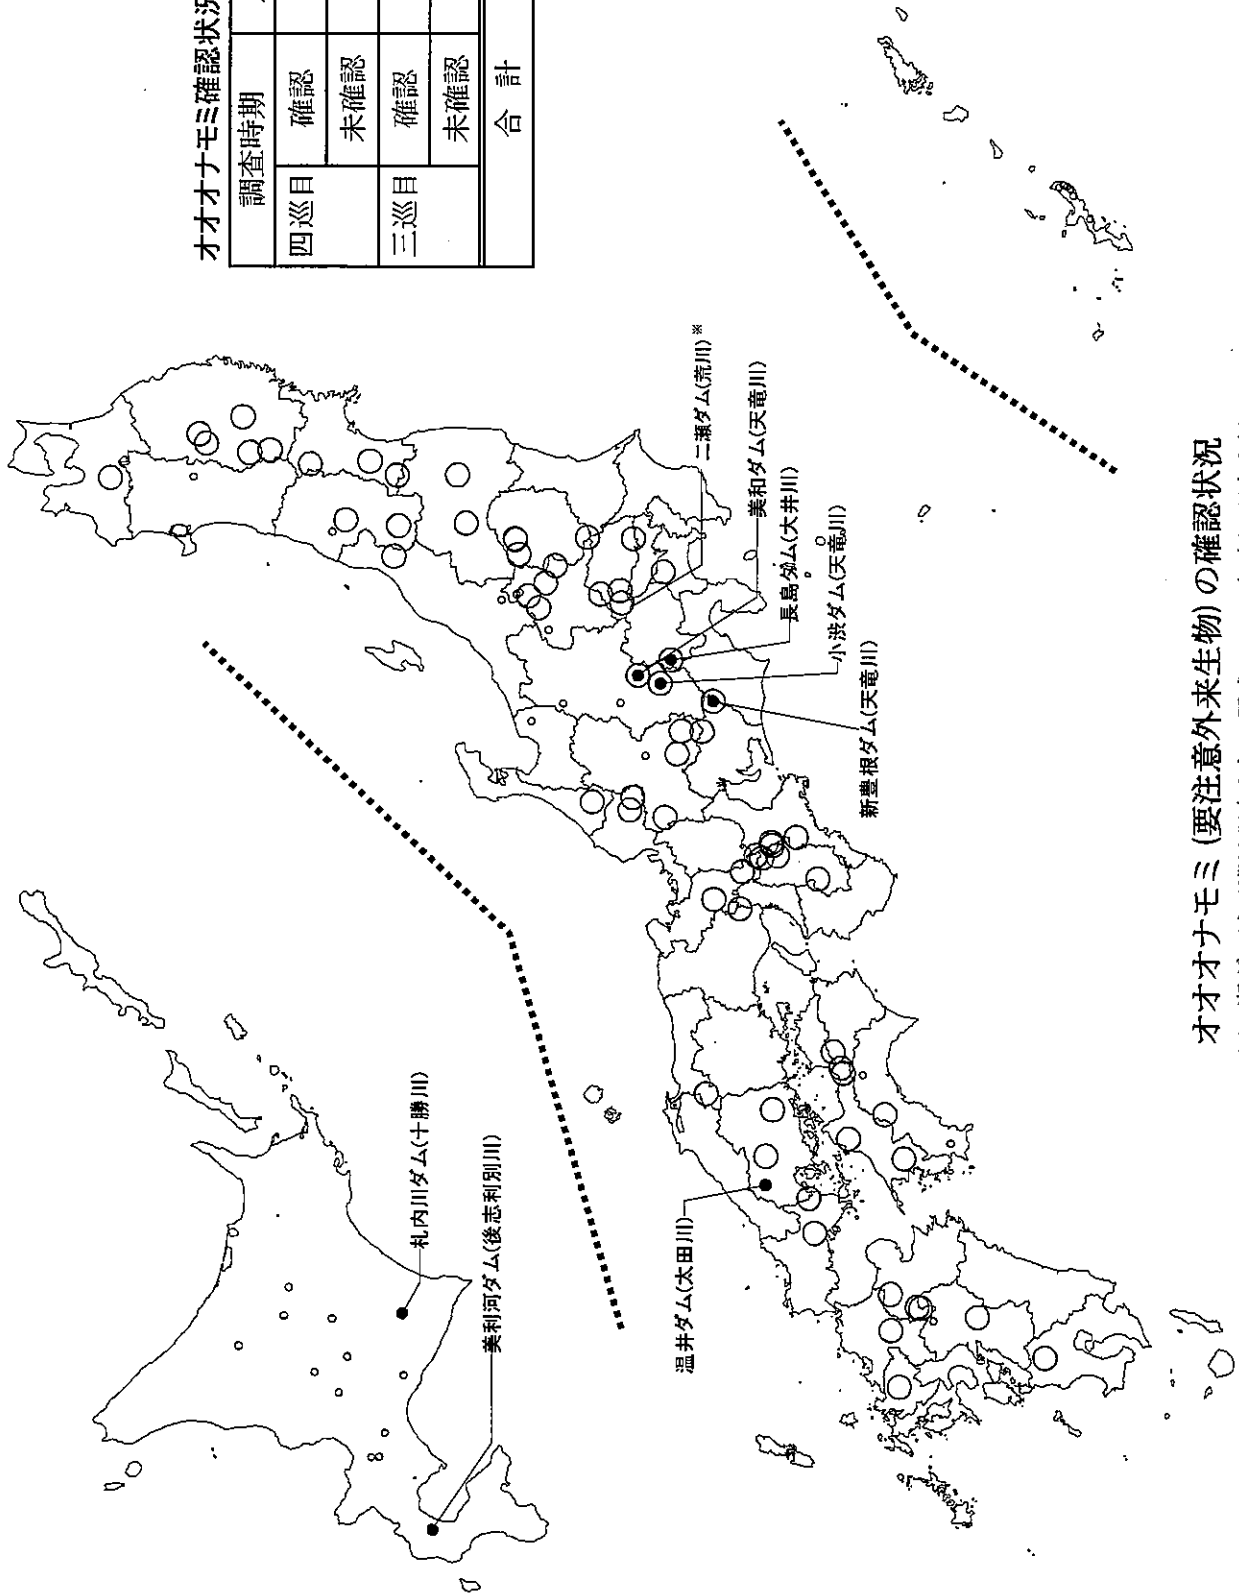 オオオナモミ確認状況
調査時期
四巡目
確認
未確認
三巡目
確認
未確認
合 計
二瀬ダム(荒川)※
美和ダム(天竜川)
長島ダム(大井川)
小渋ダム(天竜川)
新豊根ダム(天竜川)
札内川ダム(十勝川)
美利河ダム(後志利別川)
温井ダム(太田川)
オオオナモミ (要注意外来生物) の確認状況